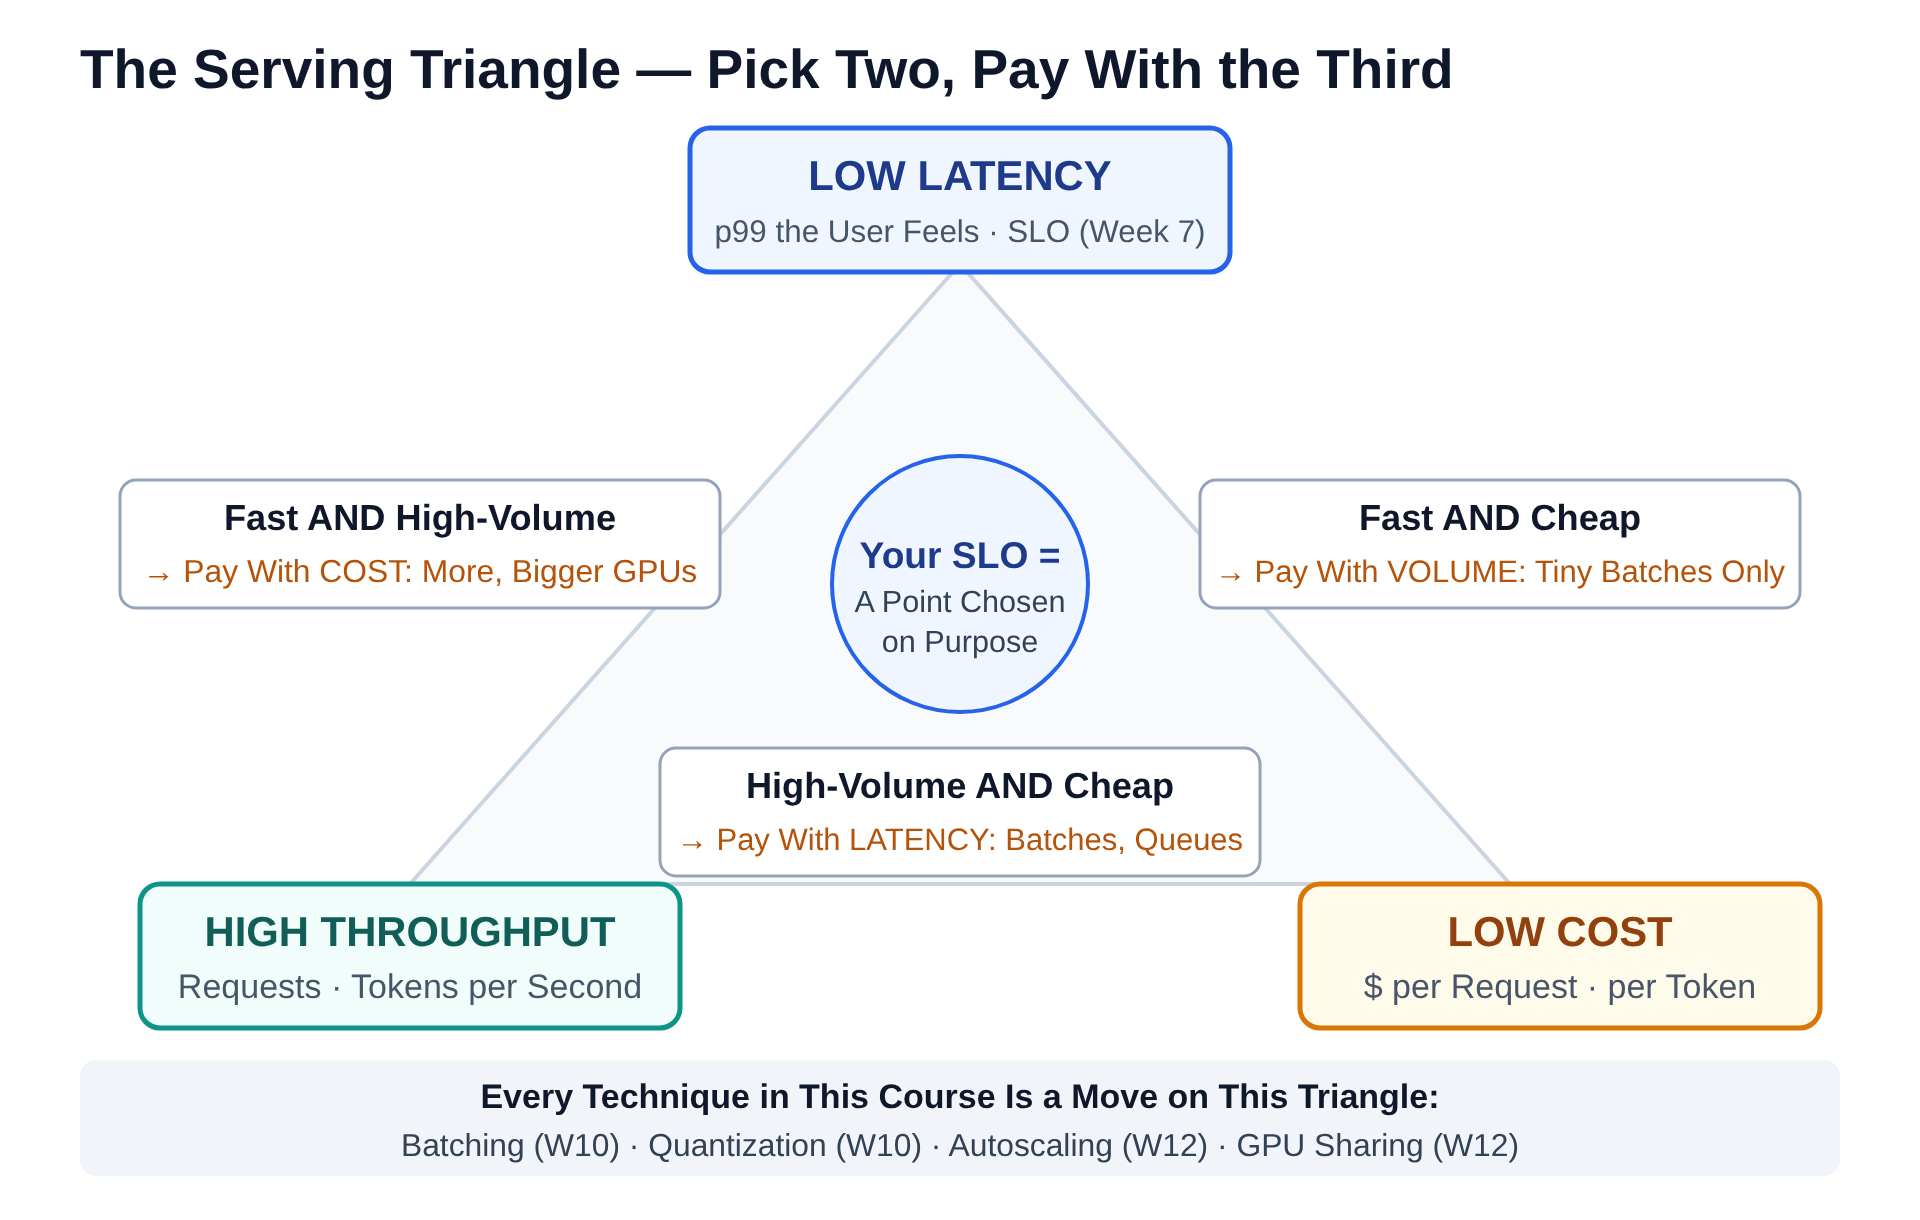 The Serving Triangle — Pick Two, Pay With the Third
LOW LATENCY
p99 the User Feels · SLO (Week 7)
Fast AND High-Volume
→ Pay With COST: More, Bigger GPUs
Fast AND Cheap
→ Pay With VOLUME: Tiny Batches Only
Your SLO =
A Point Chosen
on Purpose
High-Volume AND Cheap
→ Pay With LATENCY: Batches, Queues
HIGH THROUGHPUT
Requests · Tokens per Second
LOW COST
$ per Request · per Token
Every Technique in This Course Is a Move on This Triangle:
Batching (W10) · Quantization (W10) · Autoscaling (W12) · GPU Sharing (W12)